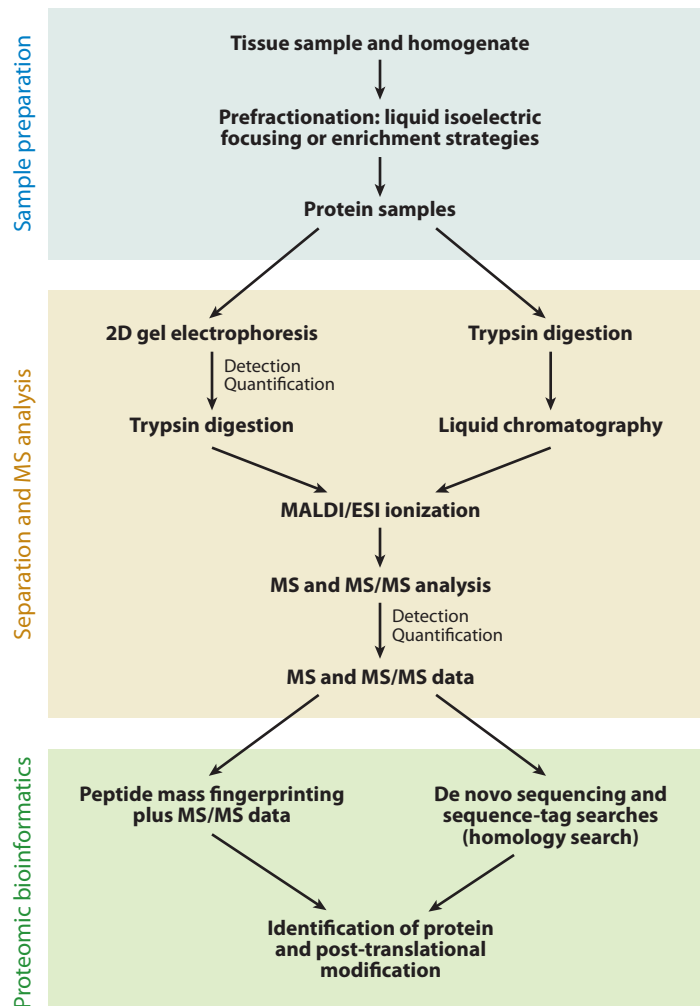 Sample preparation
Tissue sample and homogenate
Prefractionation: liquid isoelectric
focusing or enrichment strategies
Protein samples
Separation and MS analysis
2D gel electrophoresis
Trypsin digestion
Detection
Quantification
Trypsin digestion
Liquid chromatography
MALDI/ESI ionization
MS and MS/MS analysis
Detection
Quantification
MS and MS/MS data
Proteomic bioinformatics
Peptide mass fingerprinting
plus MS/MS data
De novo sequencing and
sequence-tag searches
(homology search)
Identification of protein
and post-translational
modification